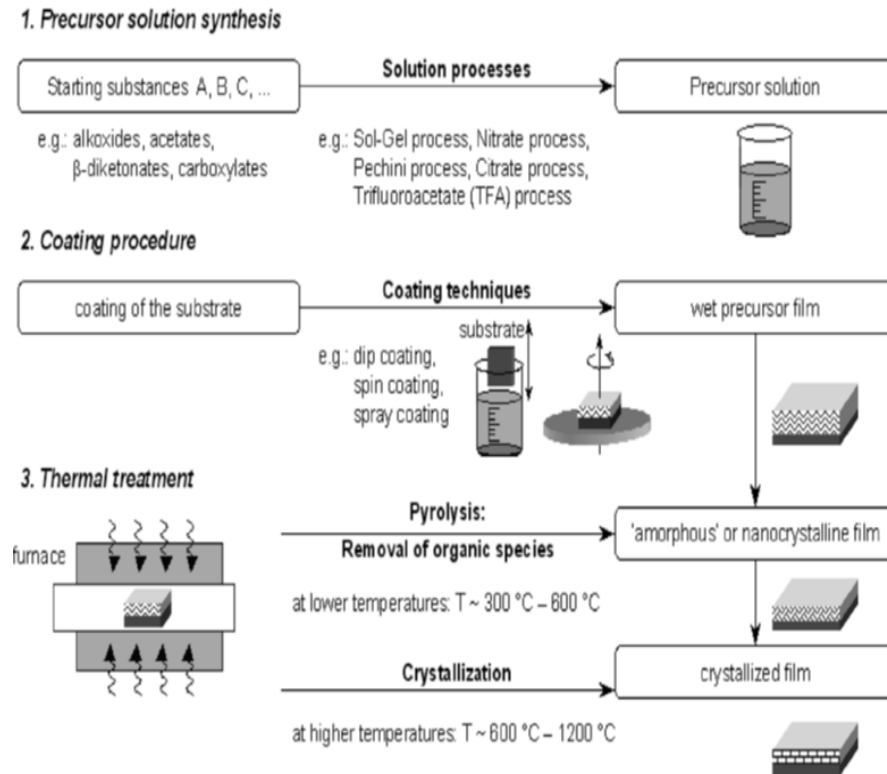 1. Precursor solution synthesis
Starting substances A, B, C, ...
Solution processes
Precursor solution
e.g.: alkoxides, acetates,
β-diketonates, carboxylates
e.g.: Sol-Gel process, Nitrate process,
Pechini process, Citrate process,
Trifluoroacetate (TFA) process
2. Coating procedure
coating of the substrate
Coating techniques
wet precursor film
e.g.: dip coating,
spin coating,
spray coating
substrate
3. Thermal treatment
furnace
Pyrolysis:
Removal of organic species
'amorphous' or nanocrystalline film
at lower temperatures: T ~ 300 °C – 600 °C
Crystallization
crystallized film
at higher temperatures: T ~ 600 °C – 1200 °C